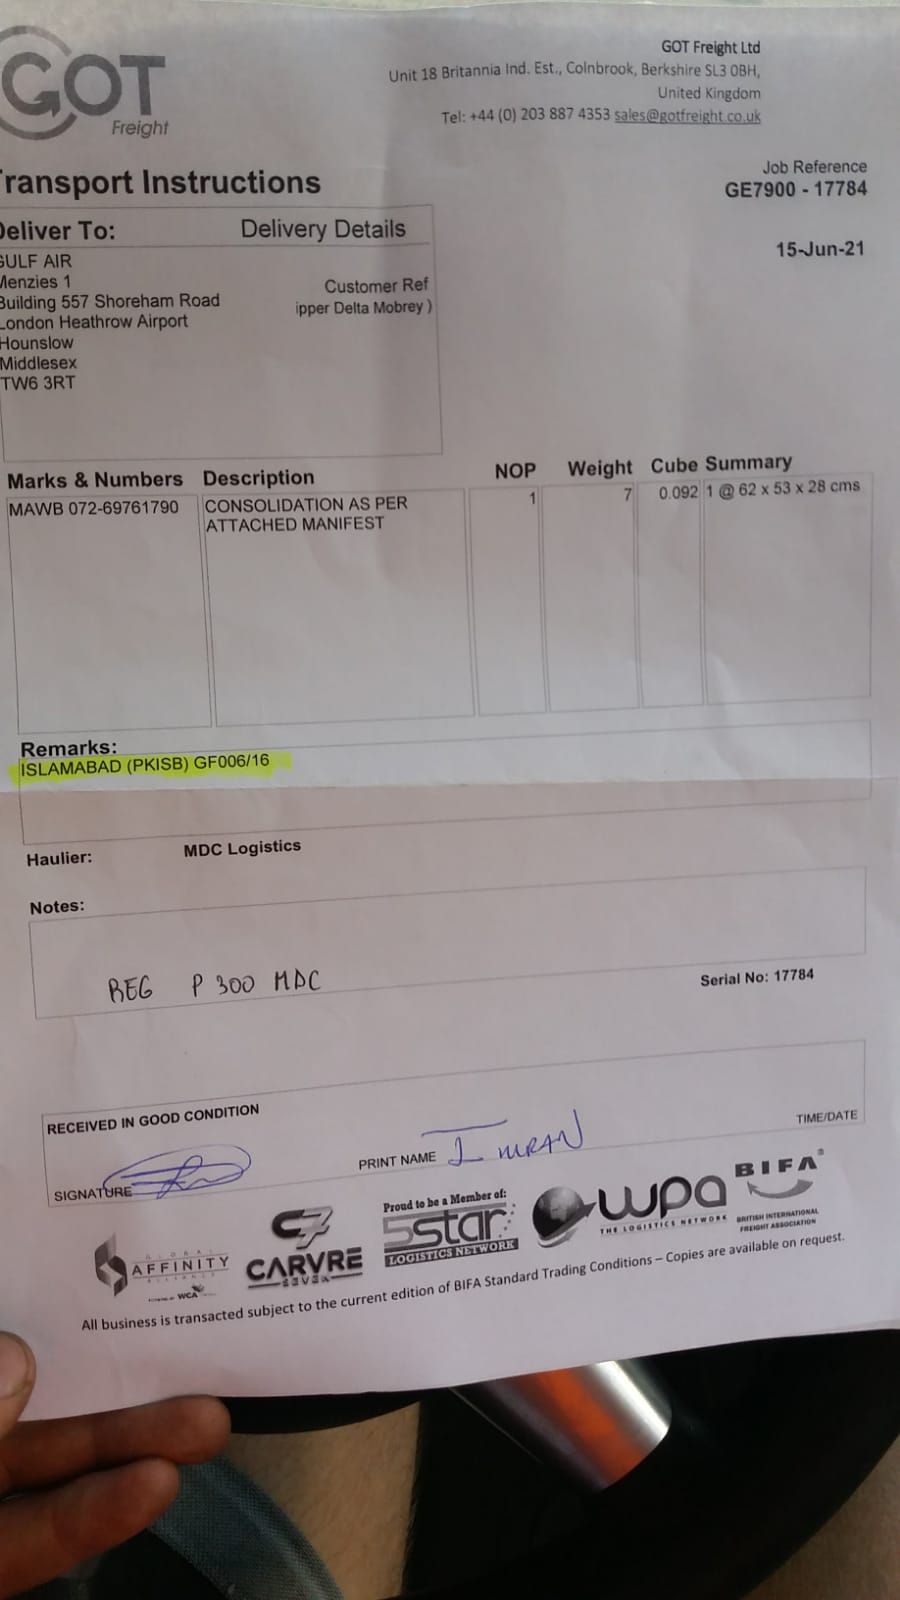 GOT
Freight
GOT Freight Ltd
Unit 18 Britannia Ind. Est., Colnbrook, Berkshire SL3 0BH,
United Kingdom
Tel: +44 (0) 203 887 4353 sales@gotfreight.co.uk
Transport Instructions
Job Reference
GE7900 - 17784
15-Jun-21
Deliver To:
Delivery Details
GULF AIR
Menzies 1
Building 557 Shoreham Road
London Heathrow Airport
Hounslow
Middlesex
TW6 3RT
Customer Ref
ipper Delta Mobrey )
Marks & Numbers Description NOP Weight Cube Summary
MAWB 072-69761790 CONSOLIDATION AS PER 1 7 0.092 1 @ 62 x 53 x 28 cms
ATTACHED MANIFEST
Remarks:
ISLAMABAD (PKISB) GF006/16
Haulier: MDC Logistics
Notes:
REG P 300 MDC
Serial No: 17784
RECEIVED IN GOOD CONDITION
SIGNATURE
PRINT NAME IMRAN
TIME/DATE
GLOBAL
AFFINITY
ALLIANCE
WCA
C7
CARVRE
SEVEN
Proud to be a Member of:
5star
LOGISTICS NETWORK
wpa
THE LOGISTICS NETWORK
BIFA
BRITISH INTERNATIONAL
FREIGHT ASSOCIATION
All business is transacted subject to the current edition of BIFA Standard Trading Conditions – Copies are available on request.